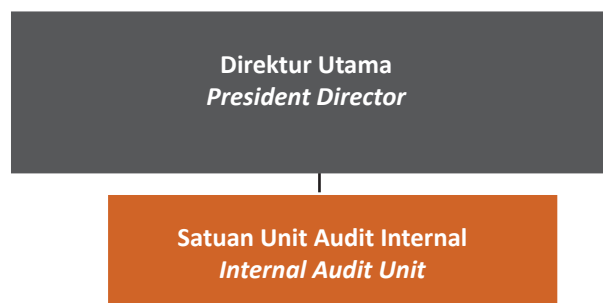 Direktur Utama
President Director
Satuan Unit Audit Internal
Internal Audit Unit